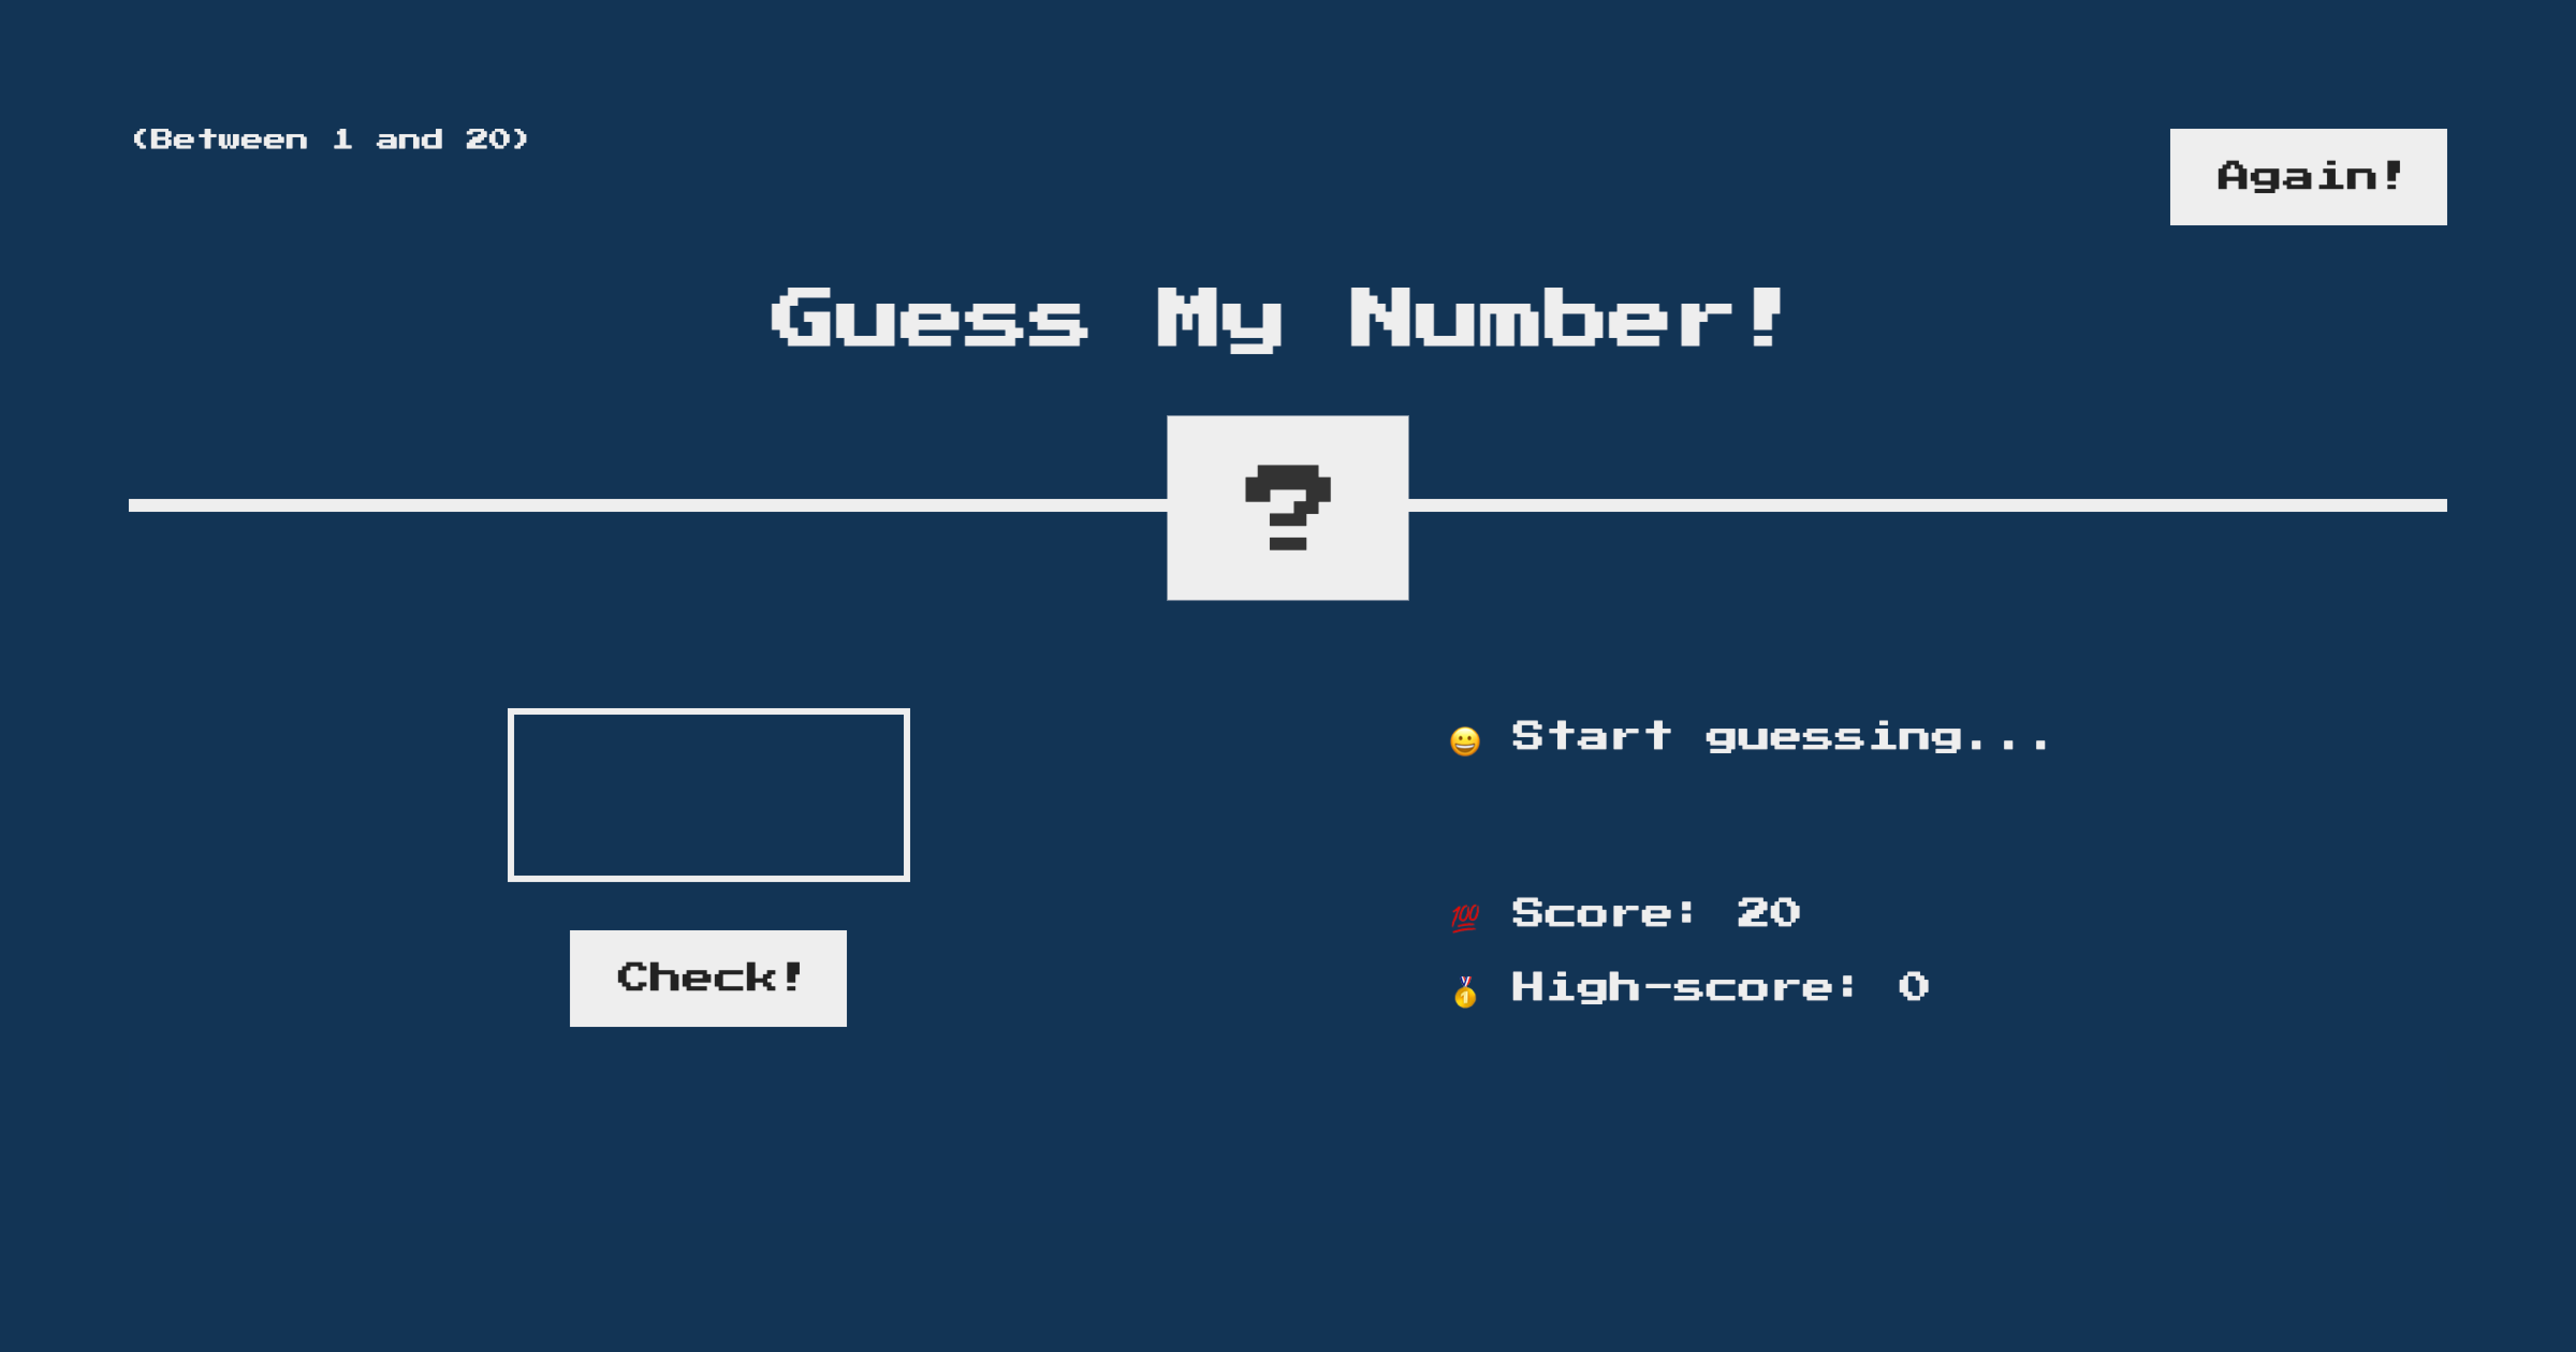 (Between 1 and 20)
Again!
Guess My Number!
?
😀 Start guessing...
💯 Score: 20
🥇 High-score: 0
Check!